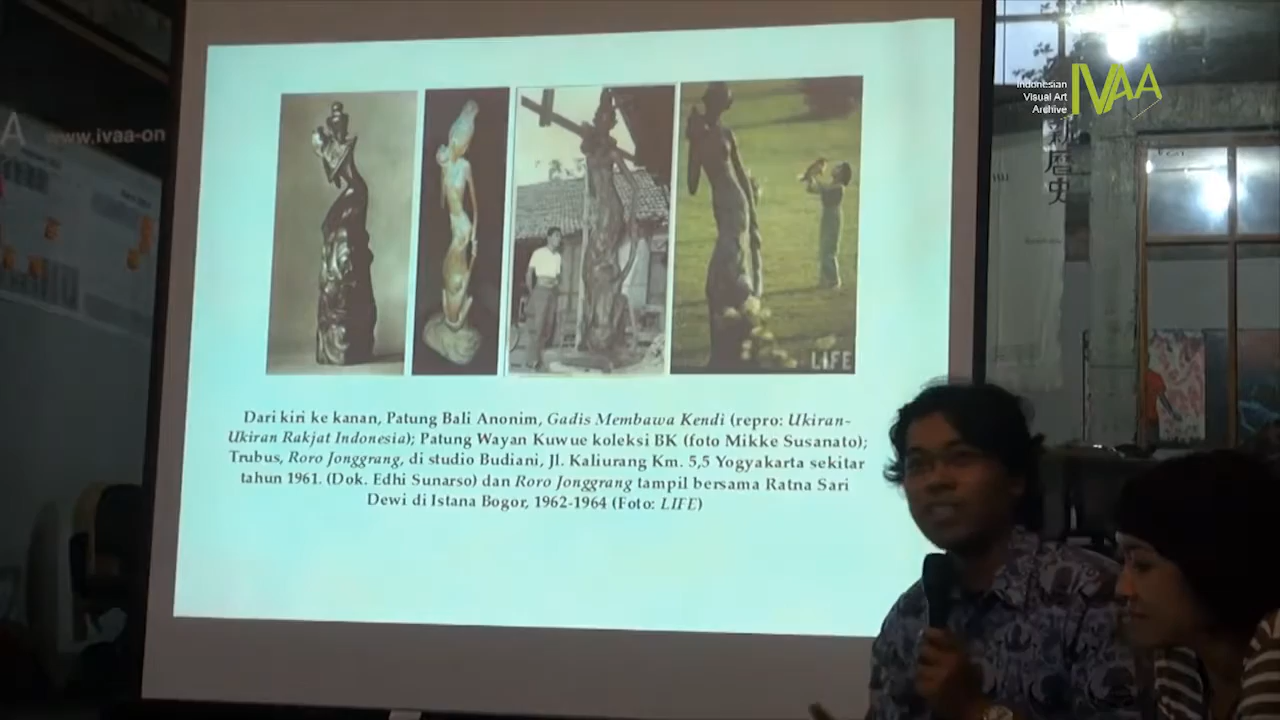 Indonesian
Visual Art
Archive
IVAA
A
www.ivaa-on
LIFE
Dari kiri ke kanan, Patung Bali Anonim, Gadis Membawa Kendi (repro: Ukiran-
Ukiran Rakjat Indonesia); Patung Wayan Kuwue koleksi BK (foto Mikke Susanato);
Trubus, Roro Jonggrang, di studio Budiani, Jl. Kaliurang Km. 5,5 Yogyakarta sekitar
tahun 1961. (Dok. Edhi Sunarso) dan Roro Jonggrang tampil bersama Ratna Sari
Dewi di Istana Bogor, 1962-1964 (Foto: LIFE)
歴
史